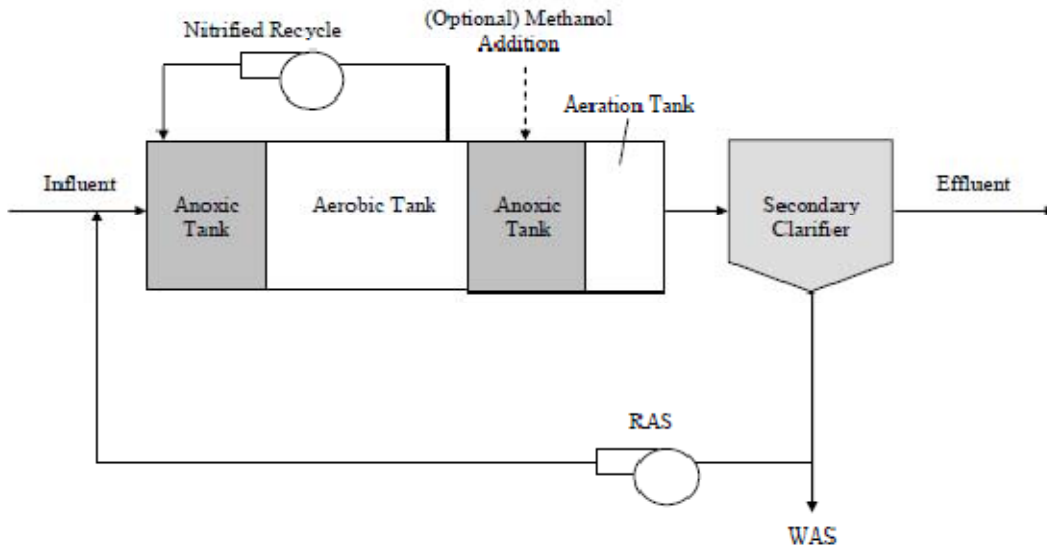 Nitrified Recycle
(Optional) Methanol
Addition
Aeration Tank
Influent
Anoxic
Tank
Aerobic Tank
Anoxic
Tank
Secondary
Clarifier
Effluent
RAS
WAS